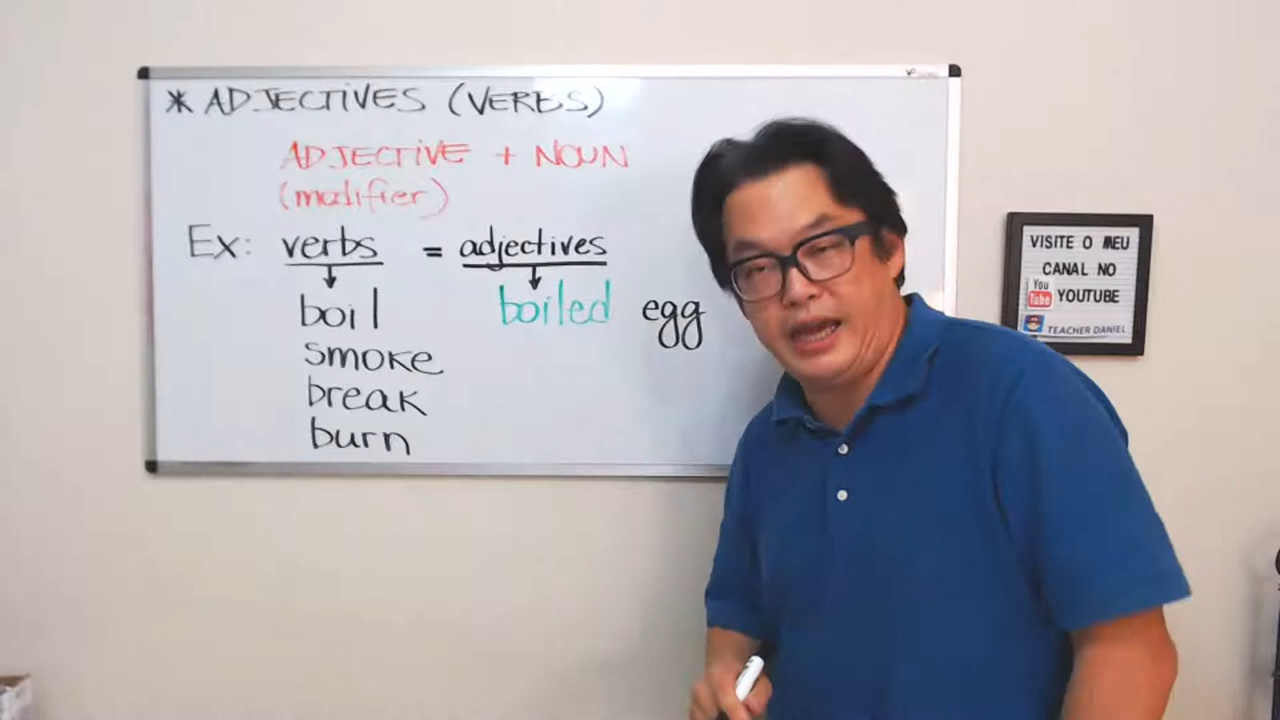 * ADJECTIVES (VERBS)
ADJECTIVE + NOUN
(modifier)
Ex: verbs = adjectives
boil boiled egg
smoke
break
burn
VISITE O MEU
CANAL NO
You Tube YOUTUBE
TEACHER DANIEL